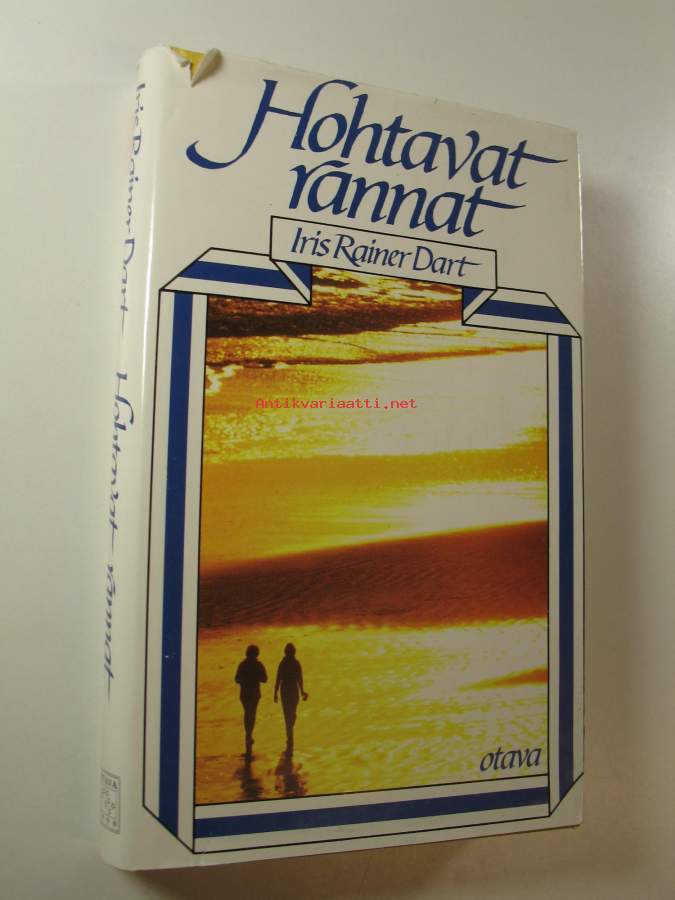 Hohtavat
rannat
Iris Rainer Dart
Antikvariaatti.net
otava
Iris Rainer Dart Hohtavat rannat